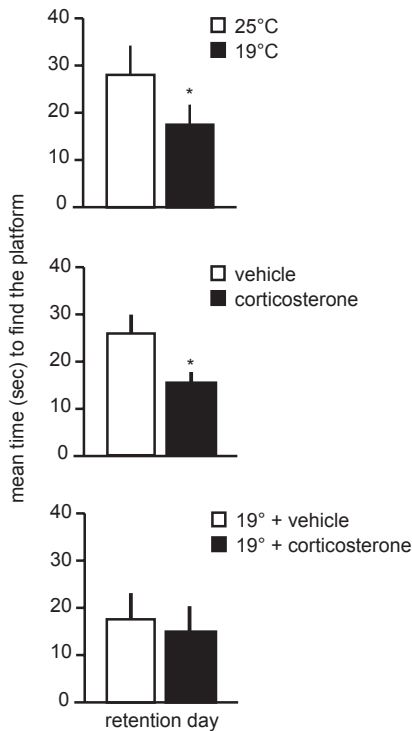 mean time (sec) to find the platform
25°C
19°C
40
30
20
10
0
*
vehicle
corticosterone
40
30
20
10
0
*
19° + vehicle
19° + corticosterone
40
30
20
10
0
retention day